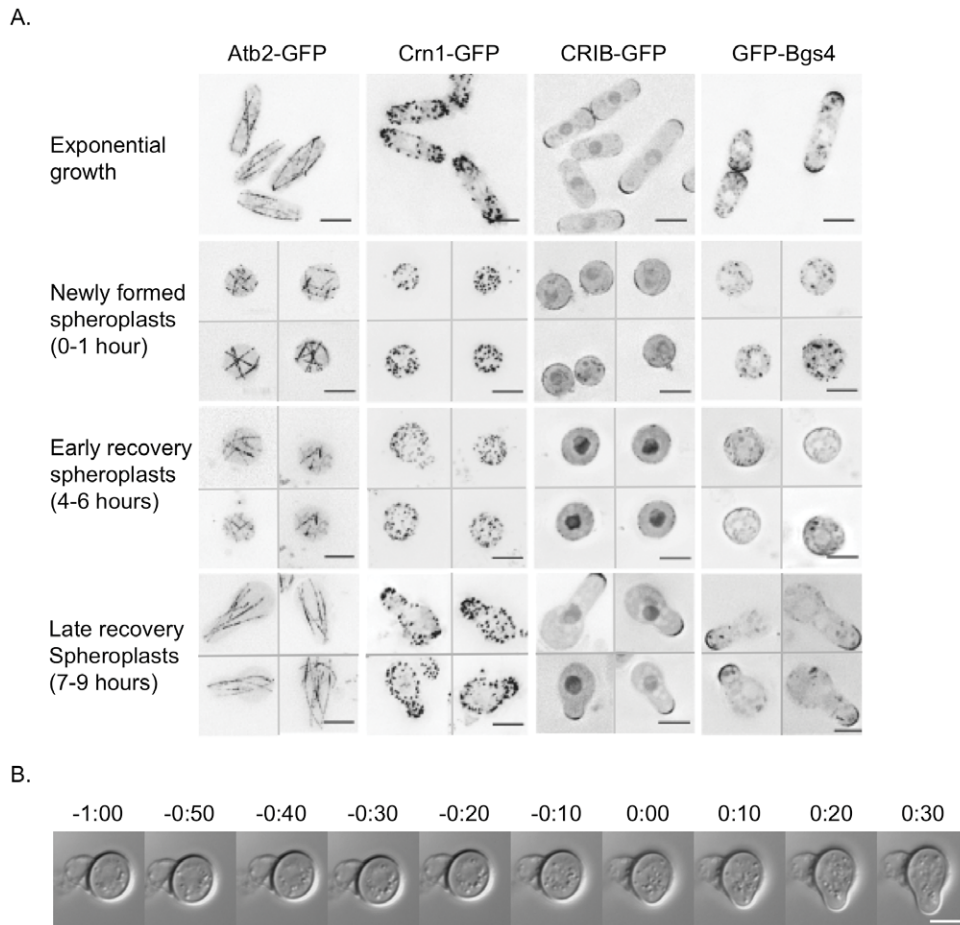 A.
Atb2-GFP Crn1-GFP CRIB-GFP GFP-Bgs4
Exponential
growth
Newly formed
spheroplasts
(0-1 hour)
Early recovery
spheroplasts
(4-6 hours)
Late recovery
Spheroplasts
(7-9 hours)
B.
-1:00 -0:50 -0:40 -0:30 -0:20 -0:10 0:00 0:10 0:20 0:30